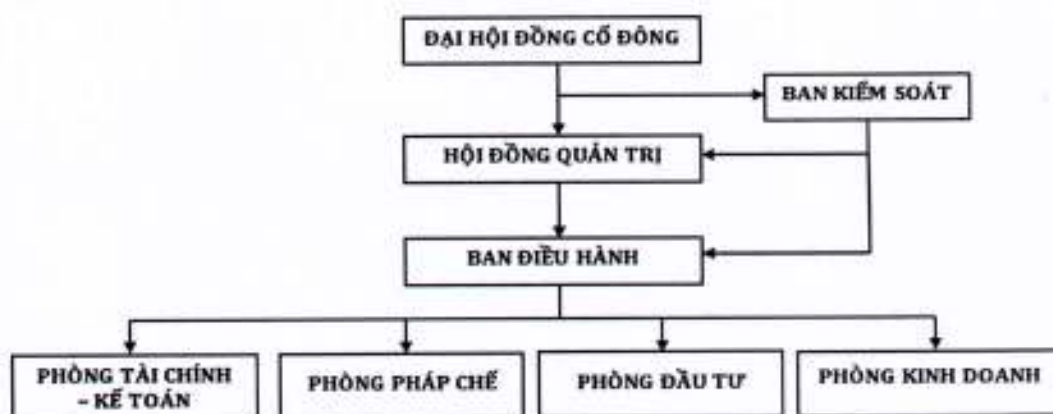 ĐẠI HỘI ĐỒNG CỔ ĐÔNG
BAN KIỂM SOÁT
HỘI ĐỒNG QUẢN TRỊ
BAN ĐIỀU HÀNH
PHÒNG TÀI CHÍNH
– KẾ TOÁN
PHÒNG PHÁP CHẾ
PHÒNG ĐẦU TƯ
PHÒNG KINH DOANH